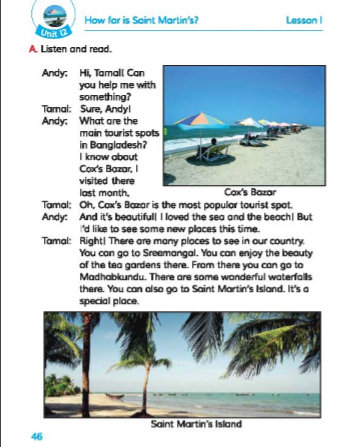 Unit 12
How far is Saint Martin's?
Lesson 1
A. Listen and read.
Andy: Hi, Tamal! Can
you help me with
something?
Tamal: Sure, Andy!
Andy: What are the
main tourist spots
in Bangladesh?
I know about
Cox's Bazar, I
visited there
last month.
Cox's Bazar
Tamal: Oh, Cox's Bazar is the most popular tourist spot.
Andy: And it's beautiful! I loved the sea and the beach! But
I'd like to see some new places this time.
Tamal: Right! There are many places to see in our country.
You can go to Sreemangal. You can enjoy the beauty
of the tea gardens there. From there you can go to
Madhabkundu. There are some wonderful waterfalls
there. You can also go to Saint Martin's Island. It's a
special place.
Saint Martin's Island
46